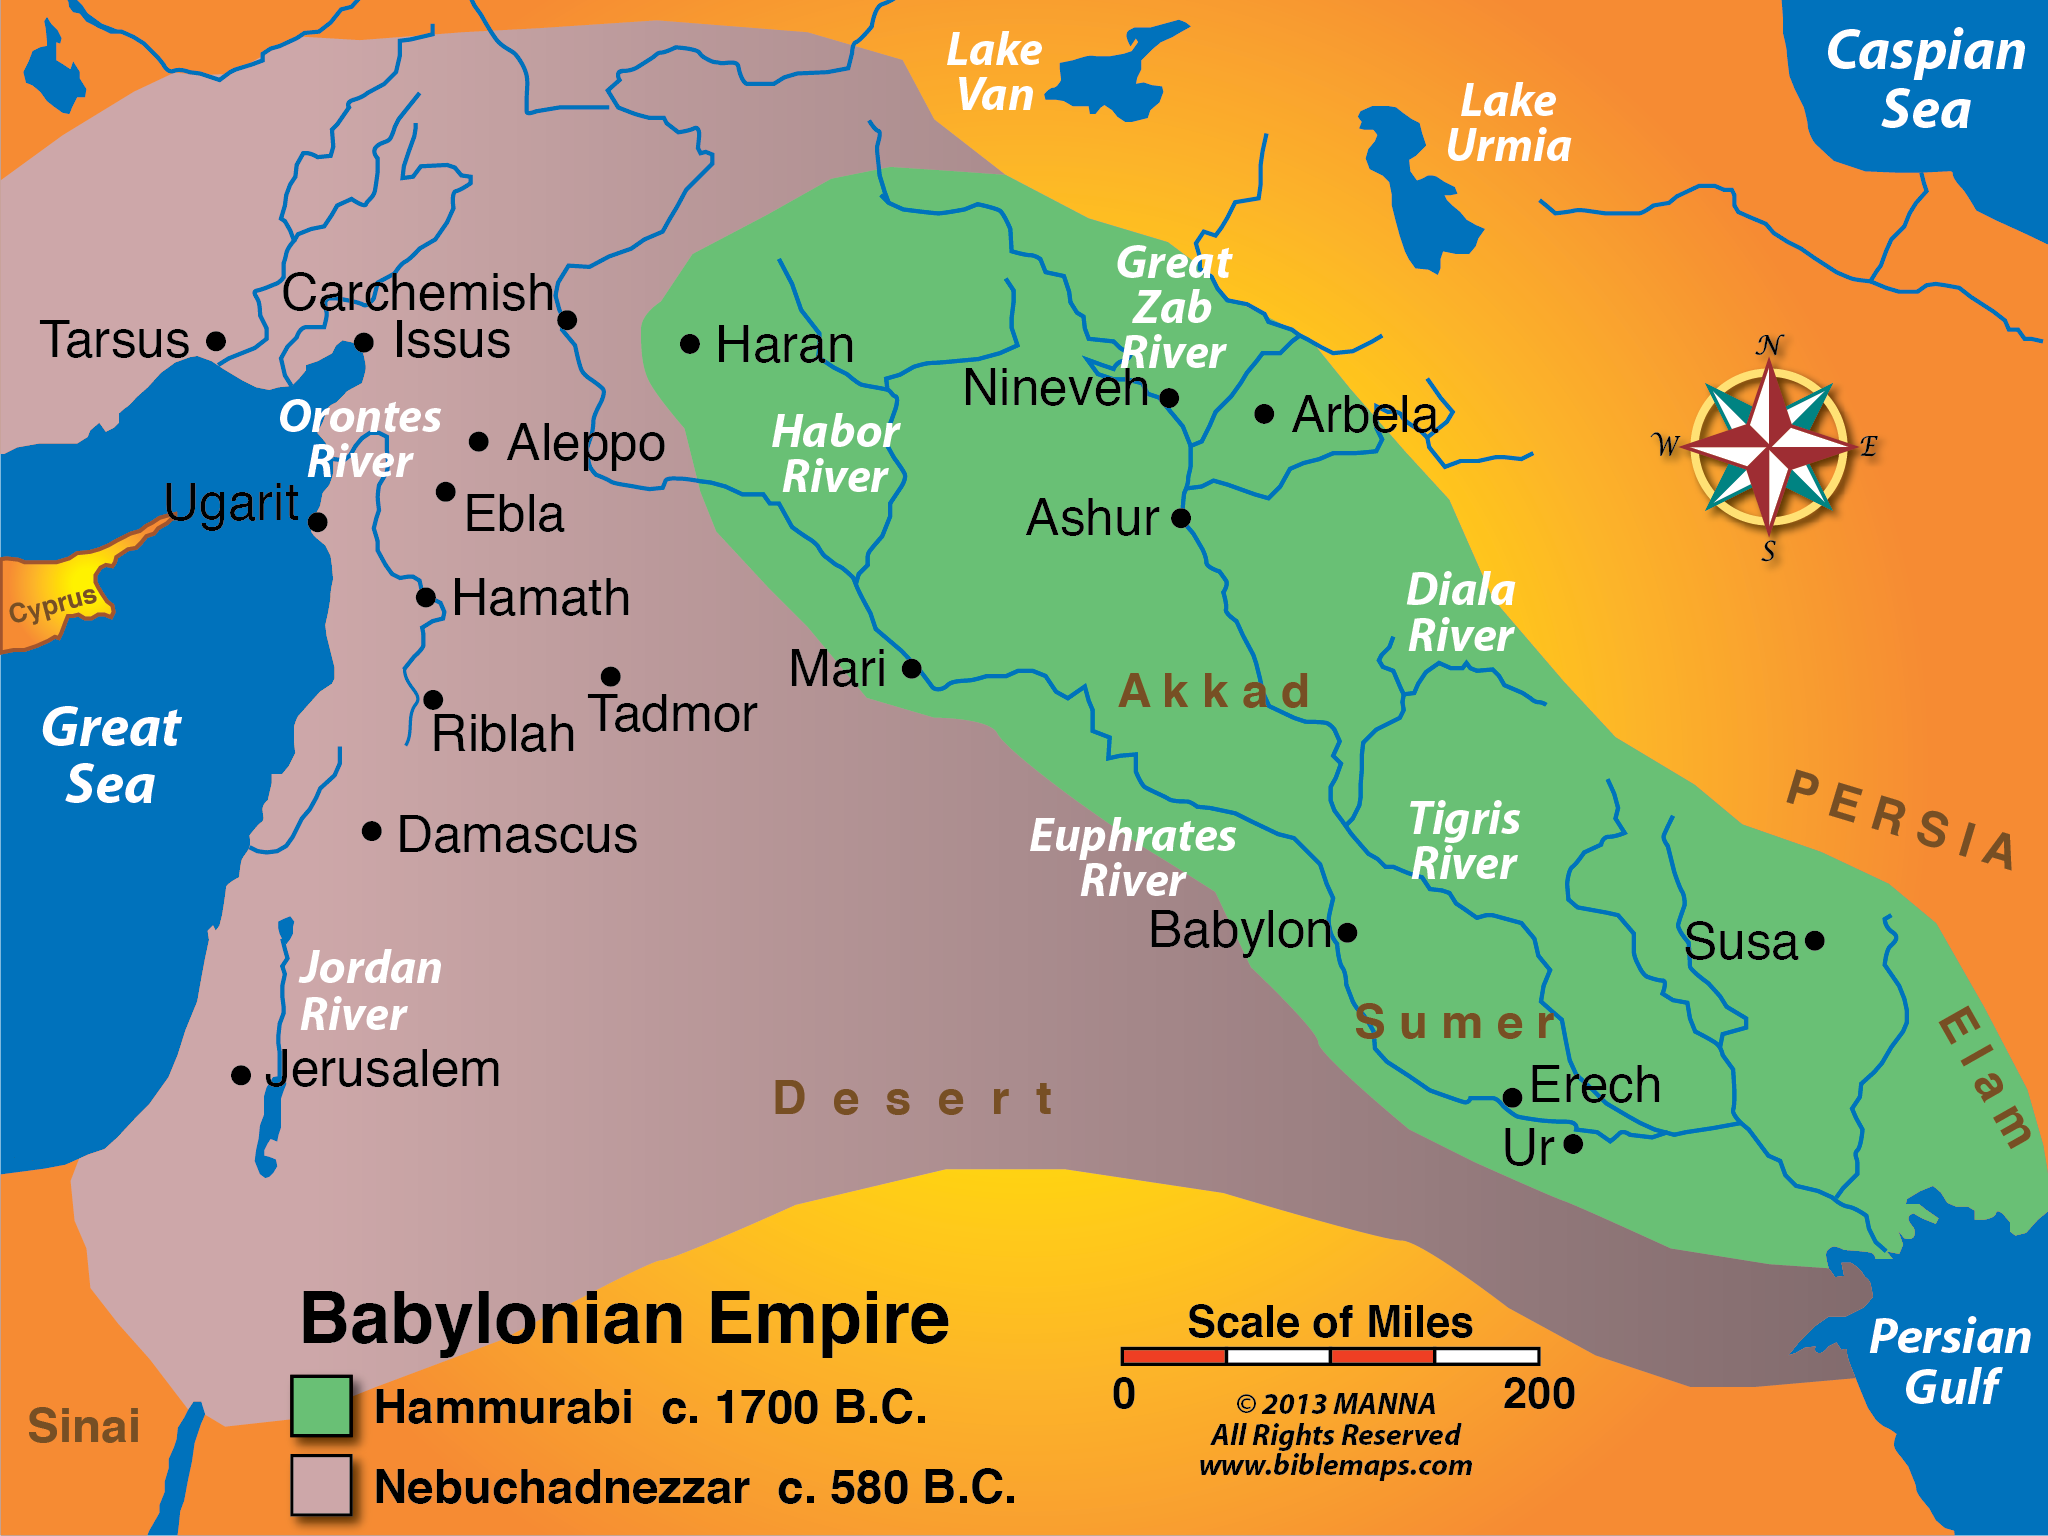 Lake
Van
Lake
Urmia
Caspian
Sea
Great
Zab
River
Carchemish
Tarsus
Issus
Haran
N
W
E
S
Nineveh
Arbela
Orontes
River
Aleppo
Habor
River
Ugarit
Ebla
Ashur
Cyprus
Hamath
Diala
River
Mari
Akkad
Great
Sea
Riblah
Tadmor
PERSIA
Damascus
Euphrates
River
Tigris
River
Babylon
Susa
Jordan
River
Sumer
Elam
Jerusalem
Desert
Erech
Ur
Babylonian Empire
Hammurabi c. 1700 B.C.
Nebuchadnezzar c. 580 B.C.
Scale of Miles
0
200
© 2013 MANNA
All Rights Reserved
www.biblemaps.com
Persian
Gulf
Sinai